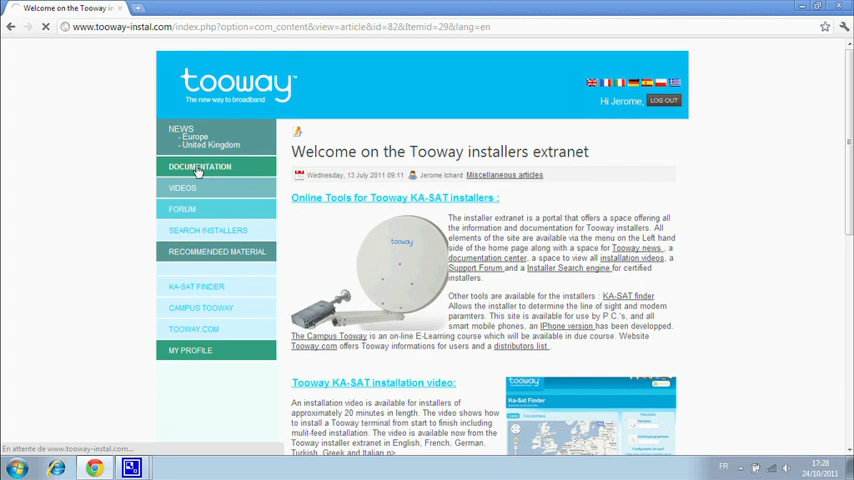 Welcome to the Tooway in
www.tooway-instal.com/index.php?option=com_content&view=article&id=82&Itemid=29&lang=en
tooway™
The new way to broadband
Hi Jerome, LOG OUT
NEWS
- Europe
- United Kingdom
DOCUMENTATION
VIDEOS
FORUM
SEARCH INSTALLERS
RECOMMENDED MATERIAL
KA-SAT FINDER
CAMPUS TOOWAY
TOOWAY.COM
MY PROFILE
Welcome on the Tooway installers extranet
Wednesday, 13 July 2011 09:11 Jerome Ichard Miscellaneous articles
Online Tools for Tooway KA-SAT installers :
tooway
The installer extranet is a portal that offers a space offering all
the information and documentation for Tooway installers. All
elements of the site are available via the menu on the Left hand
side of the home page along with a space for Tooway news , a
documentation center, a space to view all installation videos, a
Support Forum and a Installer Search engine for certified
installers.
Other tools are available for the installers : KA-SAT finder
Allows the installer to determine the line of sight and modem
paramters. This site is available for use by P.C.'s, and all
smart mobile phones, an IPhone version has been developped.
The Campus Tooway is an on-line E-Learning course which will be available in due course. Website
Tooway.com offers Tooway informations for users and a distributors list .
Tooway KA-SAT installation video:
An installation video is available for installers of
approximately 20 minutes in length. The video shows how
to install a Tooway terminal from start to finish including
mulit-feed installation. The video is available now from the
Tooway installer extranet in English, French, German,
Turkish, Greek and Italian p>
tooway
Ka-Sat Finder
En attente de www.tooway-instal.com...
FR
17:28
24/10/2011